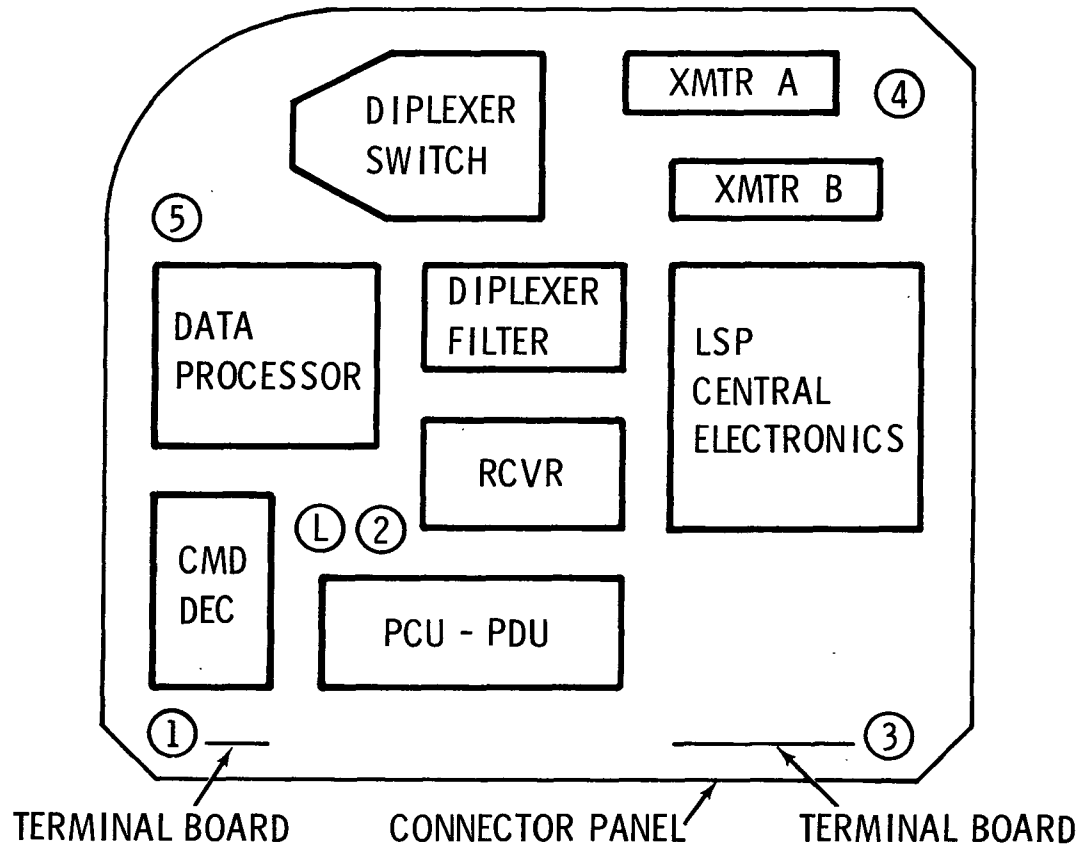 DIPLEXER
SWITCH
XMTR A
4
XMTR B
5
DATA
PROCESSOR
DIPLEXER
FILTER
LSP
CENTRAL
ELECTRONICS
RCVR
CMD
DEC
L
2
PCU - PDU
1
3
TERMINAL BOARD
CONNECTOR PANEL
TERMINAL BOARD